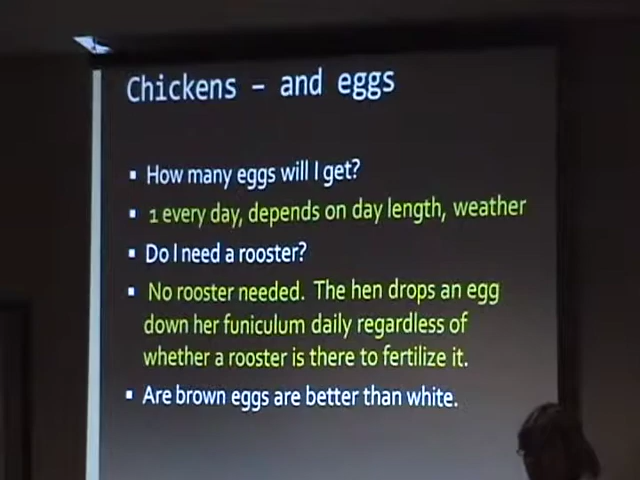 Chickens – and eggs
▪ How many eggs will I get?
▪ 1 every day, depends on day length, weather
▪ Do I need a rooster?
▪ No rooster needed. The hen drops an egg
down her funiculum daily regardless of
whether a rooster is there to fertilize it.
▪ Are brown eggs are better than white.